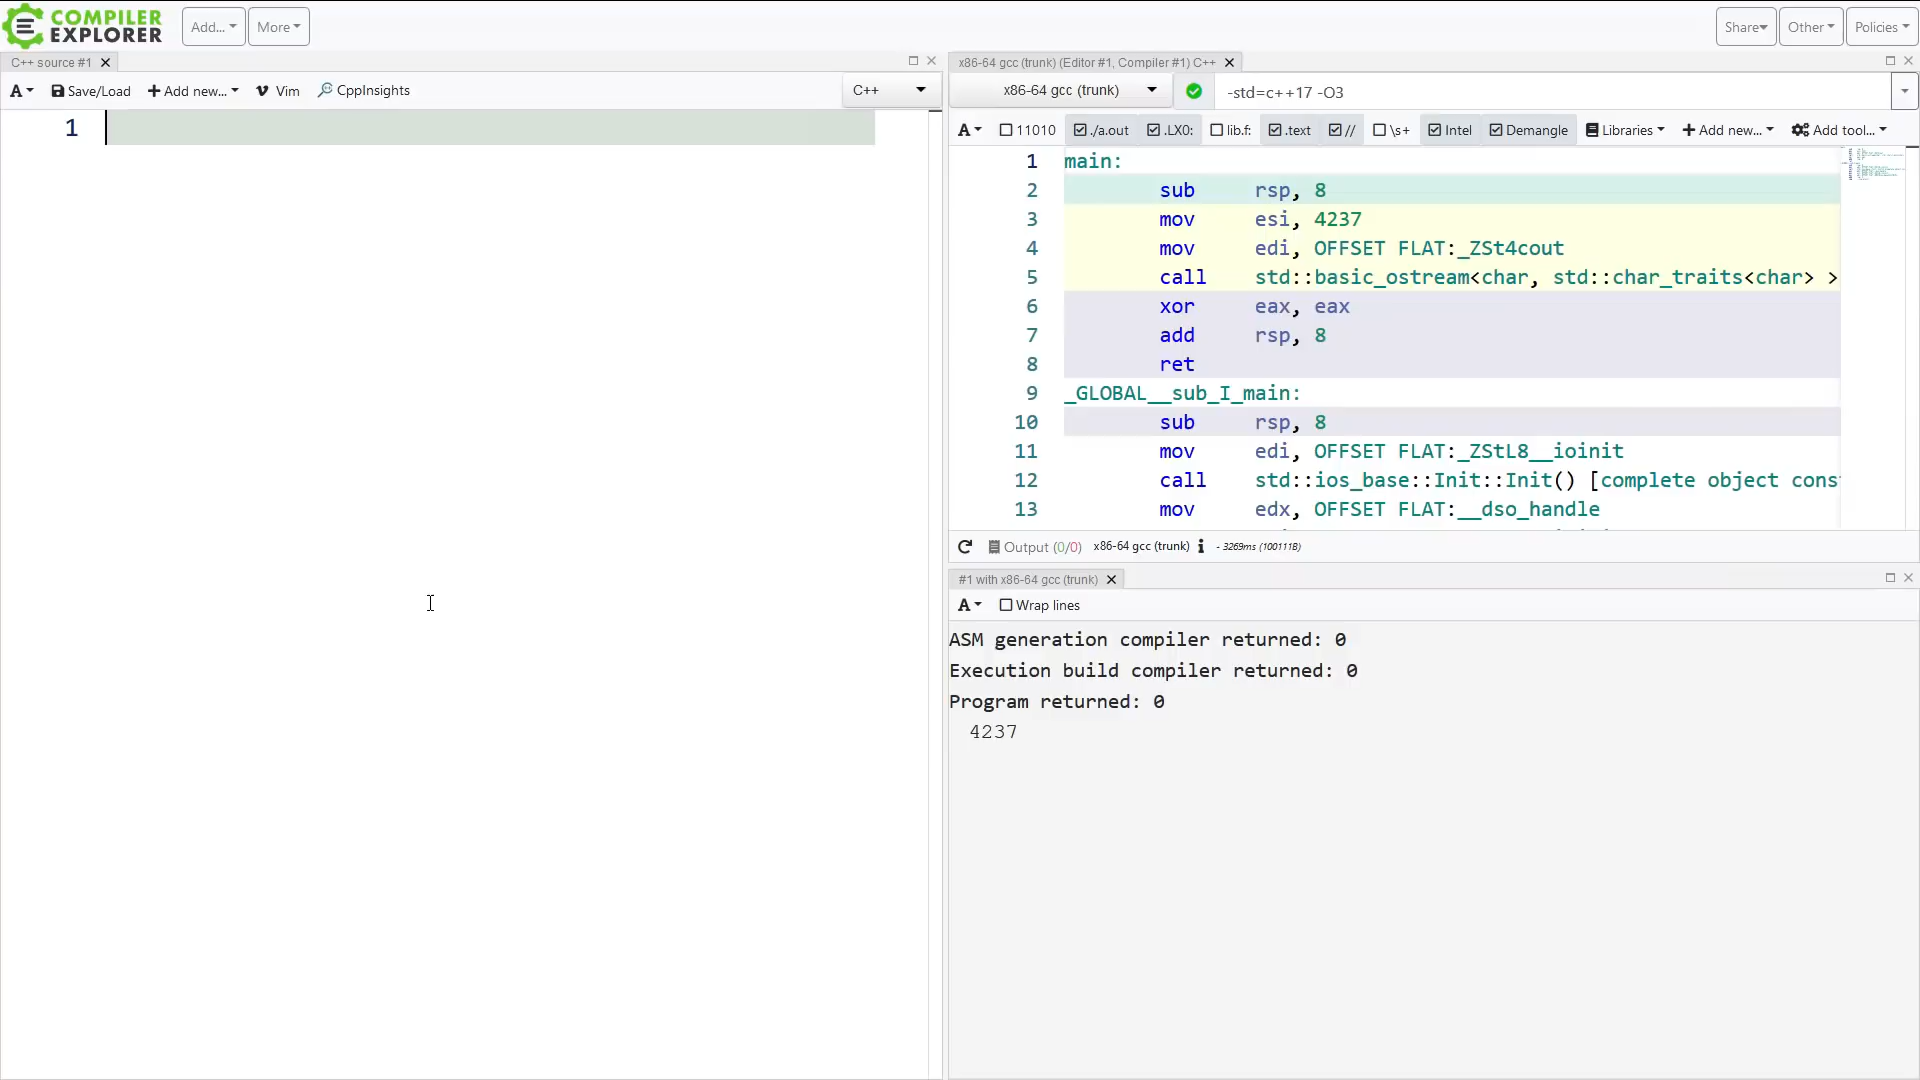 COMPILER
EXPLORER
Add...
More
Share
Other
Policies
C++ source #1
A
Save/Load
Add new...
Vim
CppInsights
C++
1
x86-64 gcc (trunk) (Editor #1, Compiler #1) C++
x86-64 gcc (trunk)
-std=c++17 -O3
A
11010
./a.out
.LX0:
lib.f:
.text
//
\s+
Intel
Demangle
Libraries
Add new...
Add tool...
1 main:
2 sub rsp, 8
3 mov esi, 4237
4 mov edi, OFFSET FLAT:_ZSt4cout
5 call std::basic_ostream<char, std::char_traits<char> >
6 xor eax, eax
7 add rsp, 8
8 ret
9 _GLOBAL__sub_I_main:
10 sub rsp, 8
11 mov edi, OFFSET FLAT:_ZStL8__ioinit
12 call std::ios_base::Init::Init() [complete object cons
13 mov edx, OFFSET FLAT:__dso_handle
Output (0/0) x86-64 gcc (trunk) i - 3269ms (100111B)
#1 with x86-64 gcc (trunk)
A
Wrap lines
ASM generation compiler returned: 0
Execution build compiler returned: 0
Program returned: 0
4237